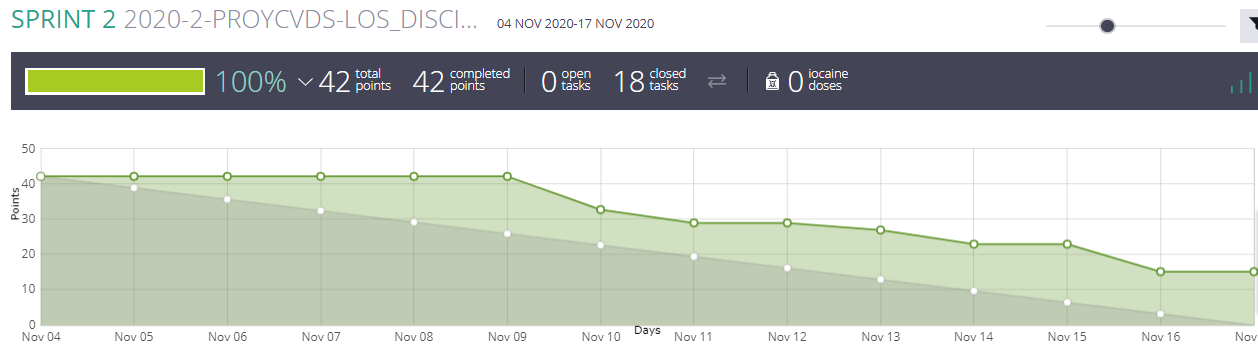 SPRINT 2 2020-2-PROYCVDS-LOS_DISCI... 04 NOV 2020-17 NOV 2020
100% 42 total points 42 completed points 0 open tasks 18 closed tasks 0 iocaine doses
50
40
30
20
10
0
Points
Nov 04 Nov 05 Nov 06 Nov 07 Nov 08 Nov 09 Nov 10 Nov 11 Nov 12 Nov 13 Nov 14 Nov 15 Nov 16 Nov
Days